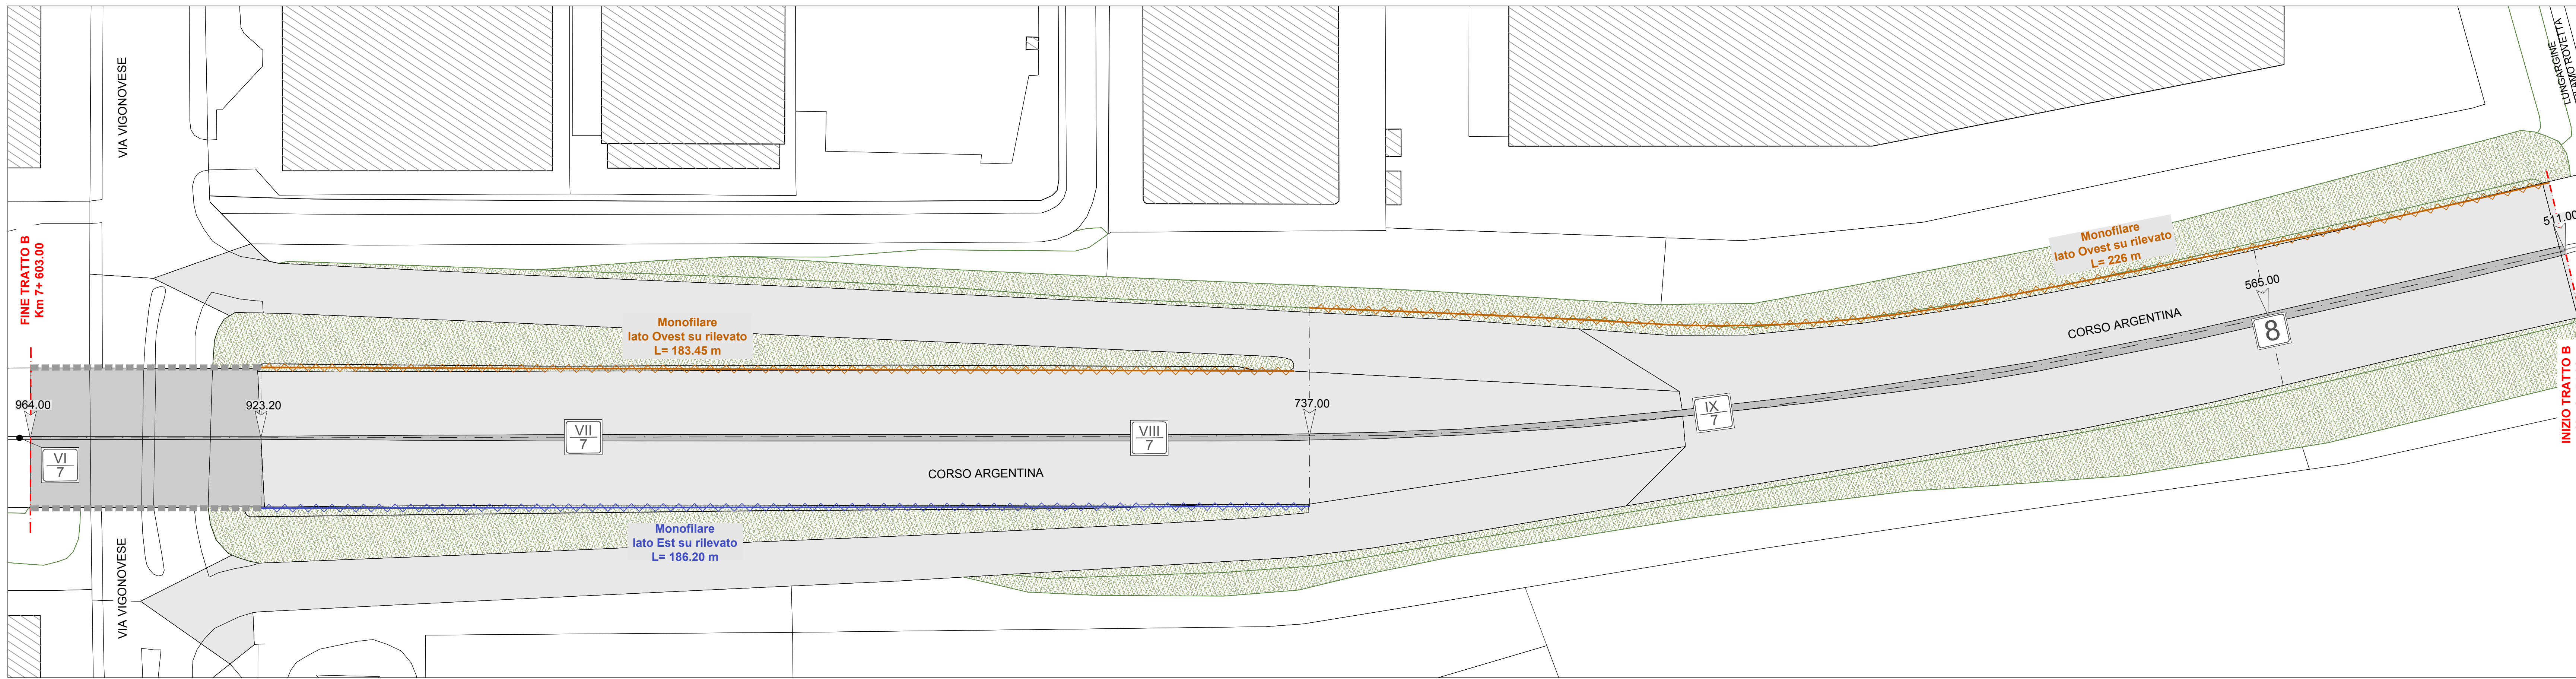 VIA VIGONOVESE
FINE TRATTO B
Km 7+ 603.00
964.00
923.20
VI
7
VIA VIGONOVESE
Monofilare
lato Ovest su rilevato
L= 183.45 m
VII
7
VIII
7
CORSO ARGENTINA
Monofilare
lato Est su rilevato
L= 186.20 m
737.00
IX
7
Monofilare
lato Ovest su rilevato
L= 226 m
CORSO ARGENTINA
565.00
8
511.00
LUNGARGINE
ROVETTA
INIZIO TRATTO B